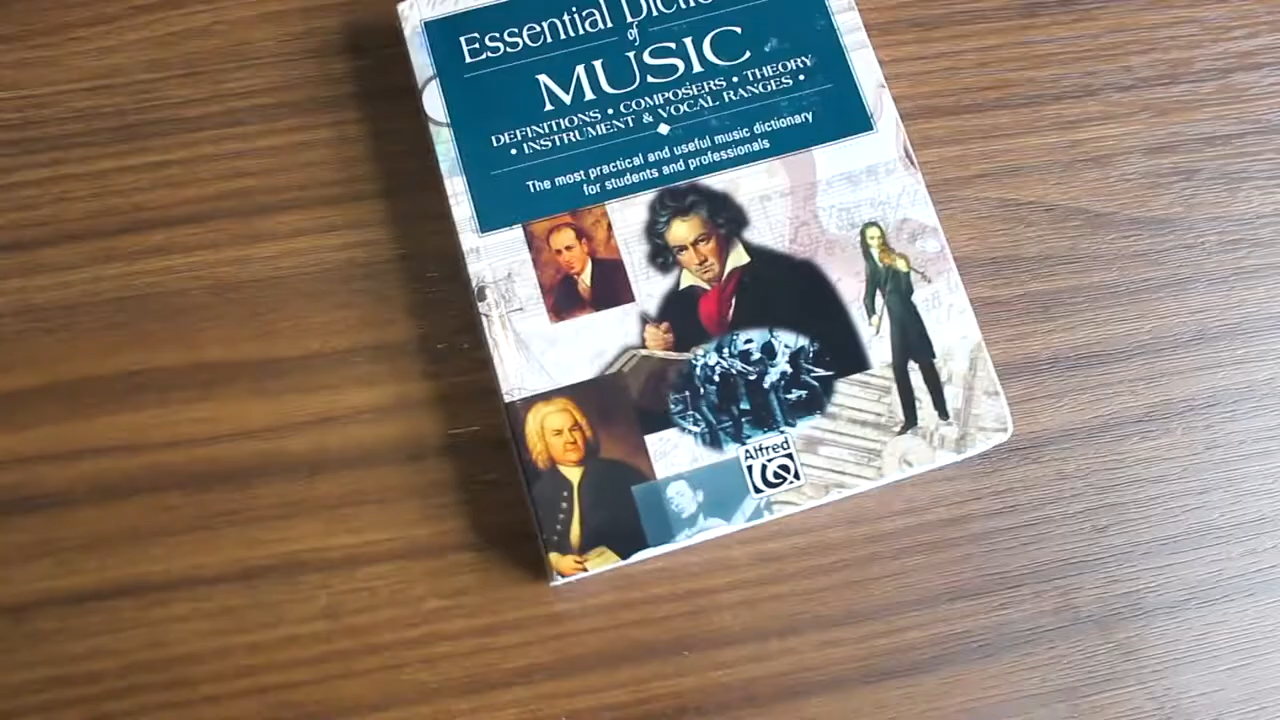 Essential Dictio
of
MUSIC
DEFINITIONS • COMPOSERS • THEORY
• INSTRUMENT & VOCAL RANGES •
The most practical and useful music dictionary
for students and professionals
Alfred